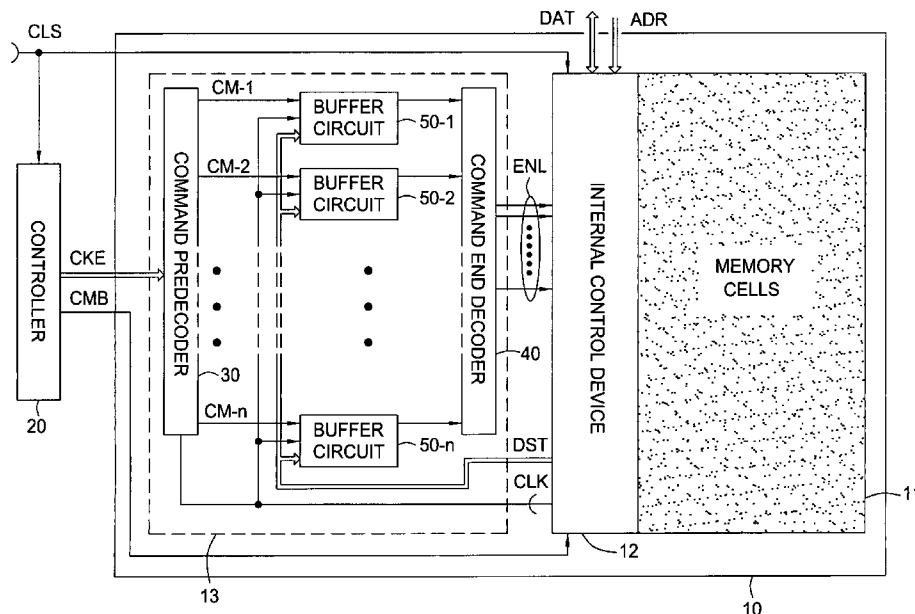 CLS
DAT
ADR
CONTROLLER
20
CKE
CMB
COMMAND PREDECODER
30
CM-1
CM-2
CM-n
BUFFER
CIRCUIT
50-1
BUFFER
CIRCUIT
50-2
BUFFER
CIRCUIT
50-n
COMMAND END DECODER
40
ENL
DST
CLK
INTERNAL CONTROL DEVICE
MEMORY
CELLS
11
12
13
10